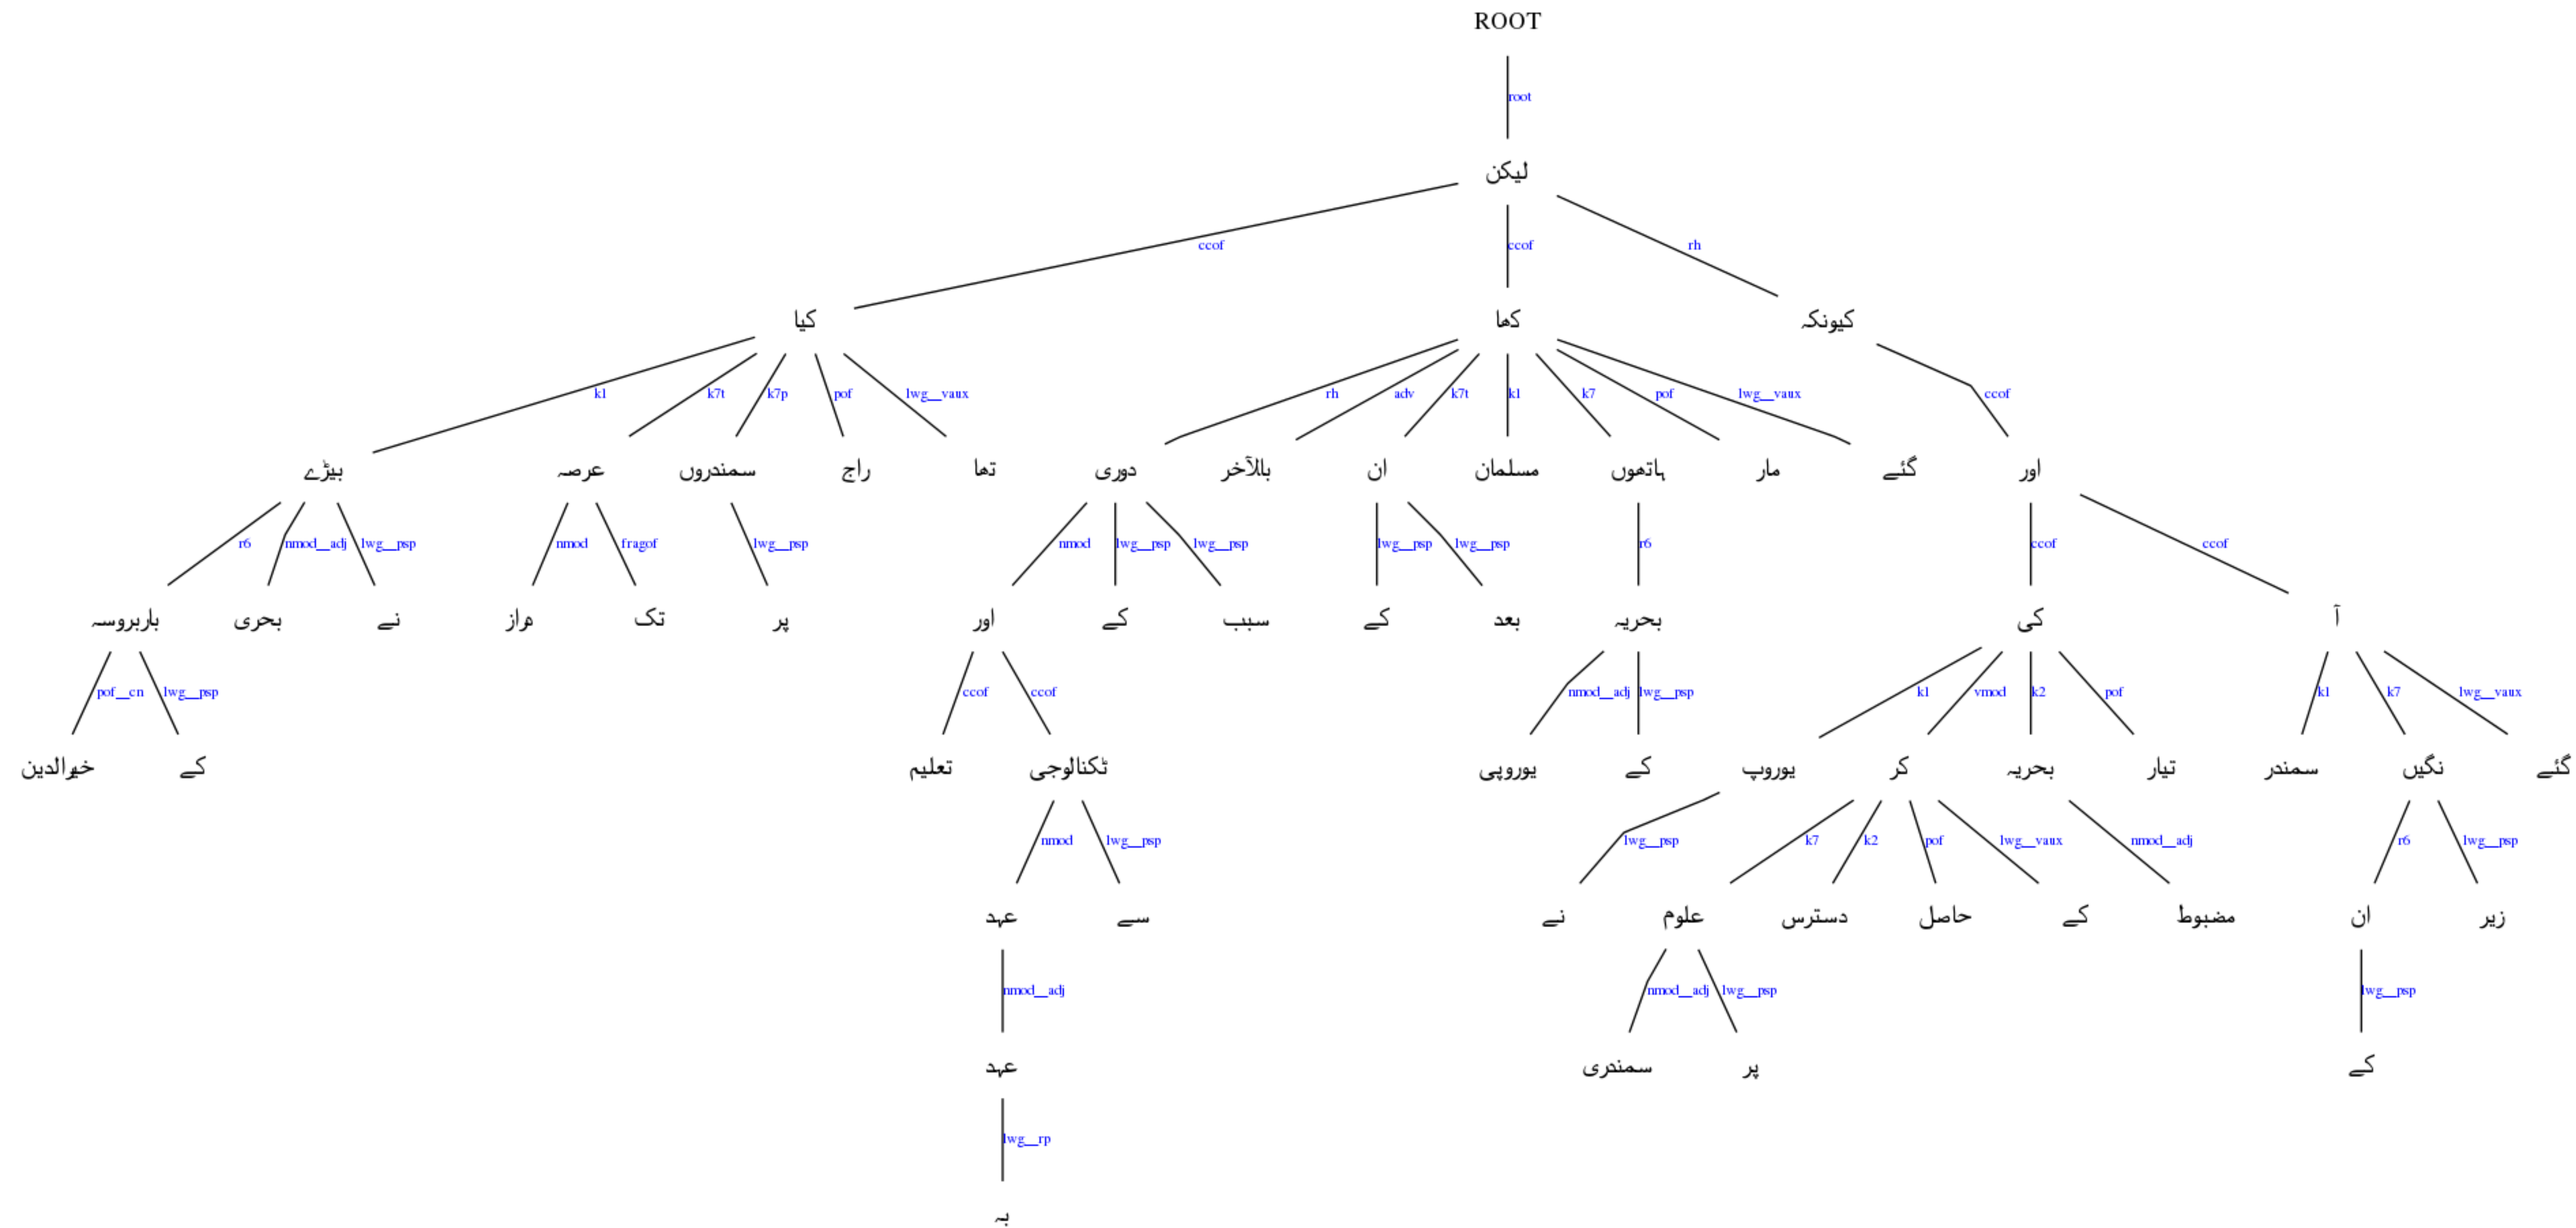 ROOT
root
لیکن
ccof ccof rh
کیا کھا کیونکہ
k1 k7t k7p pof lwg__vaux rh adv k7t k1 k7 pof lwg__vaux ccof
بیڑے عرصہ سمندروں راج تھا دوری بالآخر ان مسلمان ہاتھوں مار گئے اور
r6 nmod__adj lwg__psp nmod fragof lwg__psp nmod lwg__psp lwg__psp lwg__psp lwg__psp r6 ccof ccof
باربروسہ بحری نے تک پر اور کے سبب کے بعد بحریہ کی آ
pof__cn lwg__psp ccof ccof nmod__adj lwg__psp k1 vmod k2 pof k1 k7 lwg__vaux
خیرالدین کے تعلیم ٹکنالوجی یوروپی کے یوروپ کر بحریہ تیار سمندر نگیں گئے
nmod lwg__psp lwg__psp k7 k2 pof lwg__vaux nmod__adj r6 lwg__psp
عہد سے نے علوم دسترس حاصل کے مضبوط ان زیر
nmod__adj nmod__adj lwg__psp lwg__psp
عہد سمندری پر کے
lwg__rp
بہ